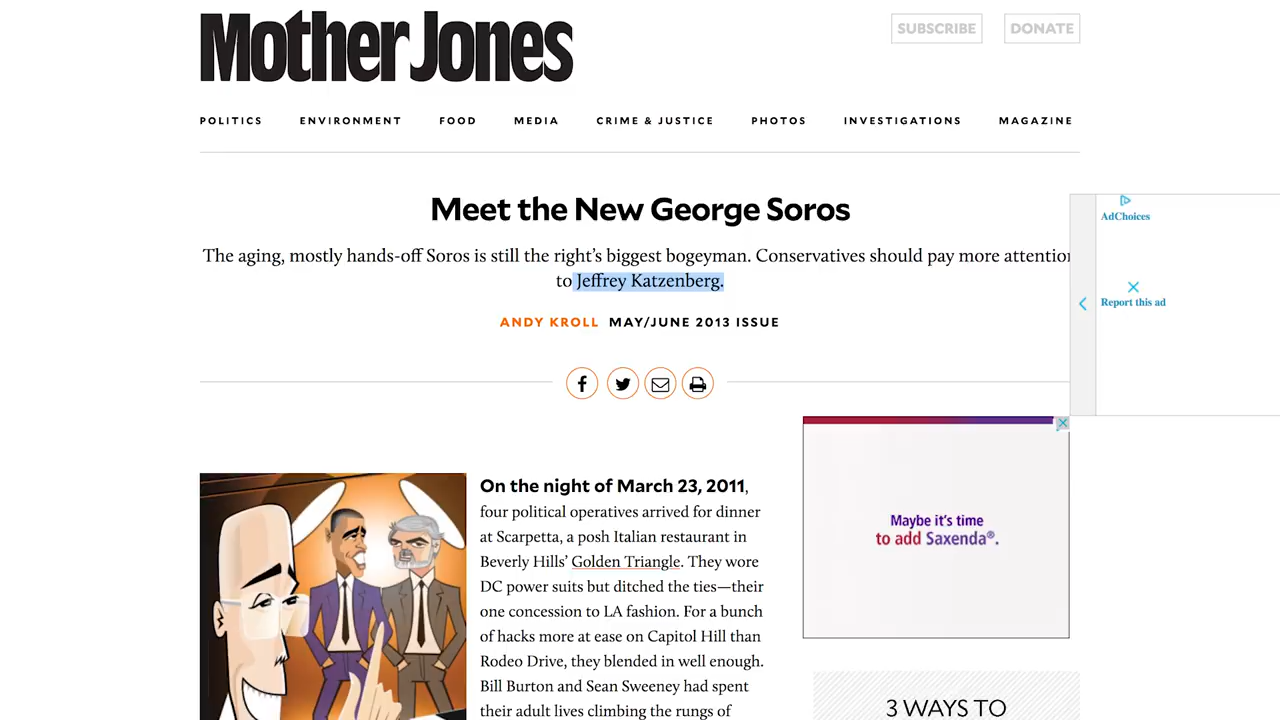 Mother Jones
SUBSCRIBE
DONATE
POLITICS
ENVIRONMENT
FOOD
MEDIA
CRIME & JUSTICE
PHOTOS
INVESTIGATIONS
MAGAZINE
Meet the New George Soros
The aging, mostly hands-off Soros is still the right’s biggest bogeyman. Conservatives should pay more attention
to Jeffrey Katzenberg.
ANDY KROLL MAY/JUNE 2013 ISSUE
AdChoices
Report this ad
On the night of March 23, 2011,
four political operatives arrived for dinner
at Scarpetta, a posh Italian restaurant in
Beverly Hills’ Golden Triangle. They wore
DC power suits but ditched the ties—their
one concession to LA fashion. For a bunch
of hacks more at ease on Capitol Hill than
Rodeo Drive, they blended in well enough.
Bill Burton and Sean Sweeney had spent
their adult lives climbing the rungs of
Maybe it’s time
to add Saxenda®.
3 WAYS TO